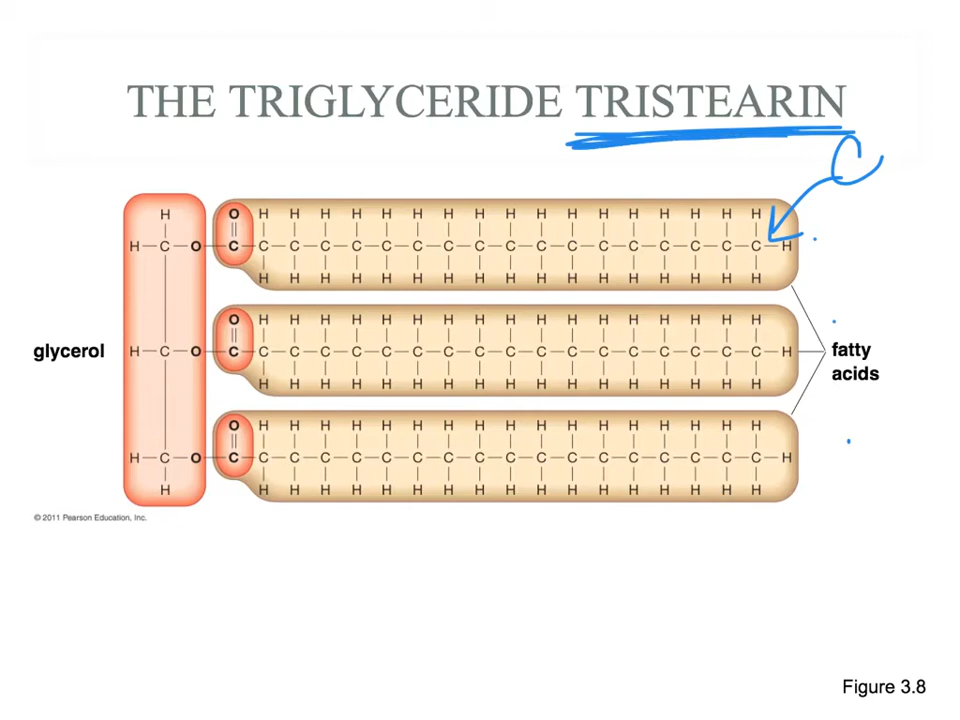 THE TRIGLYCERIDE TRISTEARIN
C
H O H H H H H H H H H H H H H H H H H
H—C—O—C—C—C—C—C—C—C—C—C—C—C—C—C—C—C—C—C—C—H
H H H H H H H H H H H H H H H H H
O H H H H H H H H H H H H H H H H H
glycerol H—C—O—C—C—C—C—C—C—C—C—C—C—C—C—C—C—C—C—C—C—H fatty
acids
H H H H H H H H H H H H H H H H H
O H H H H H H H H H H H H H H H H H
H—C—O—C—C—C—C—C—C—C—C—C—C—C—C—C—C—C—C—C—C—H
H H H H H H H H H H H H H H H H H H
© 2011 Pearson Education, Inc.
Figure 3.8